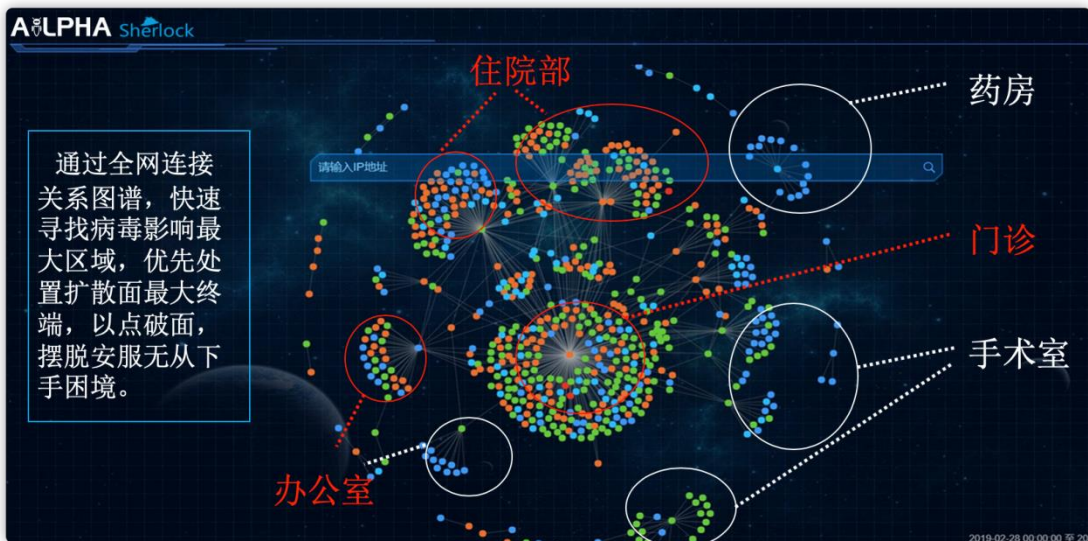 AiLPHA Sherlock
住院部
药房
通过全网连接
关系图谱，快速
寻找病毒影响最
大区域，优先处
置扩散面最大终
端，以点破面，
摆脱安服无从下
手困境。
请输入IP地址
门诊
手术室
办公室
2019-02-28 00:00:00 至 20